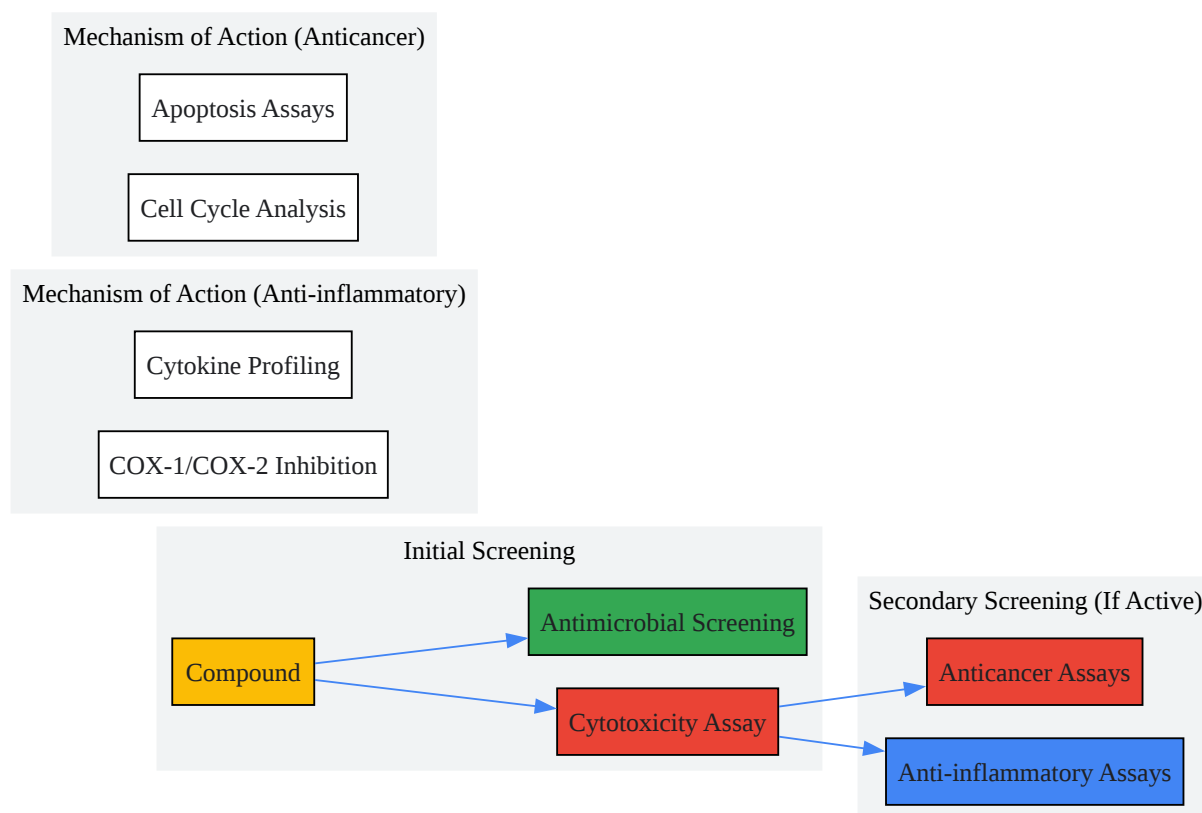 Mechanism of Action (Anticancer)
Apoptosis Assays
Cell Cycle Analysis
Mechanism of Action (Anti-inflammatory)
Cytokine Profiling
COX-1/COX-2 Inhibition
Initial Screening
Compound
Antimicrobial Screening
Cytotoxicity Assay
Secondary Screening (If Active)
Anticancer Assays
Anti-inflammatory Assays